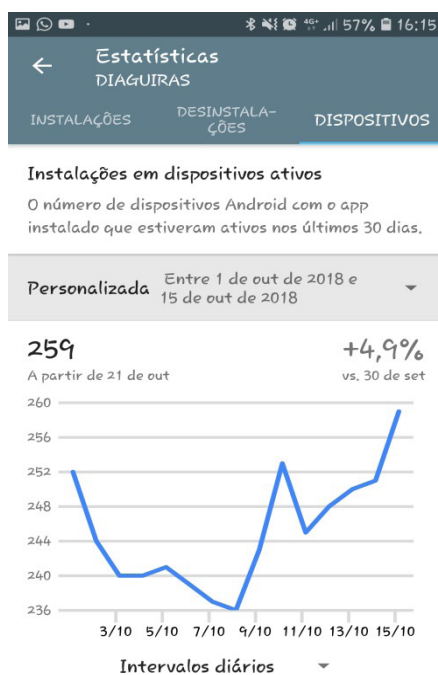 4G+ 57% 16:15
Estatísticas
DIAGUIRAS
INSTALAÇÕES
DESINSTALA-
ÇÕES
DISPOSITIVOS
Instalações em dispositivos ativos
O número de dispositivos Android com o app
instalado que estiveram ativos nos últimos 30 dias.
Personalizada
Entre 1 de out de 2018 e
15 de out de 2018
259
+4,9%
A partir de 21 de out
vs. 30 de set
260
256
252
248
244
240
236
3/10 5/10 7/10 9/10 11/10 13/10 15/10
Intervalos diários